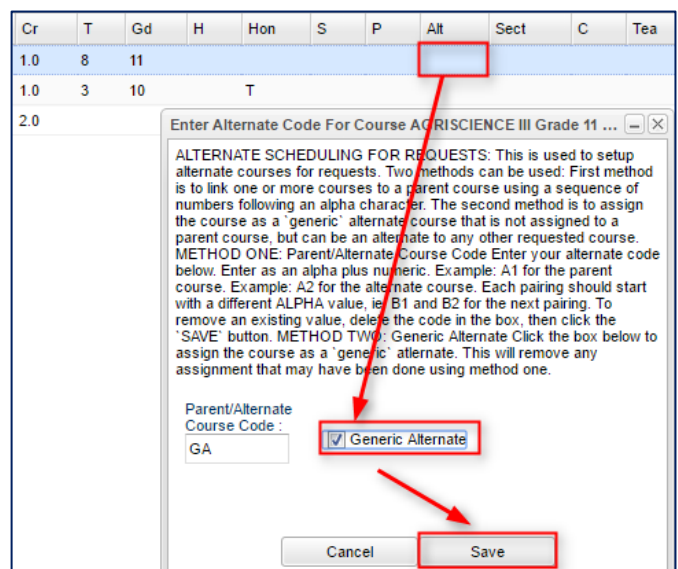 Cr T Gd H Hon S P Alt Sect C Tea
1.0 8 11
1.0 3 10 T
2.0
Enter Alternate Code For Course AGRISCIENCE III Grade 11 ...
ALTERNATE SCHEDULING FOR REQUESTS: This is used to setup
alternate courses for requests. Two methods can be used: First method
is to link one or more courses to a parent course using a sequence of
numbers following an alpha character. The second method is to assign
the course as a `generic` alternate course that is not assigned to a
parent course, but can be an alternate to any other requested course.
METHOD ONE: Parent/Alternate Course Code Enter your alternate code
below. Enter as an alpha plus numeric. Example: A1 for the parent
course. Example: A2 for the alternate course. Each pairing should start
with a different ALPHA value, ie. B1 and B2 for the next pairing. To
remove an existing value, delete the code in the box, then click the
`SAVE` button. METHOD TWO: Generic Alternate Click the box below to
assign the course as a `generic` atlernate. This will remove any
assignment that may have been done using method one.
Parent/Alternate
Course Code :
GA
Generic Alternate
Cancel Save